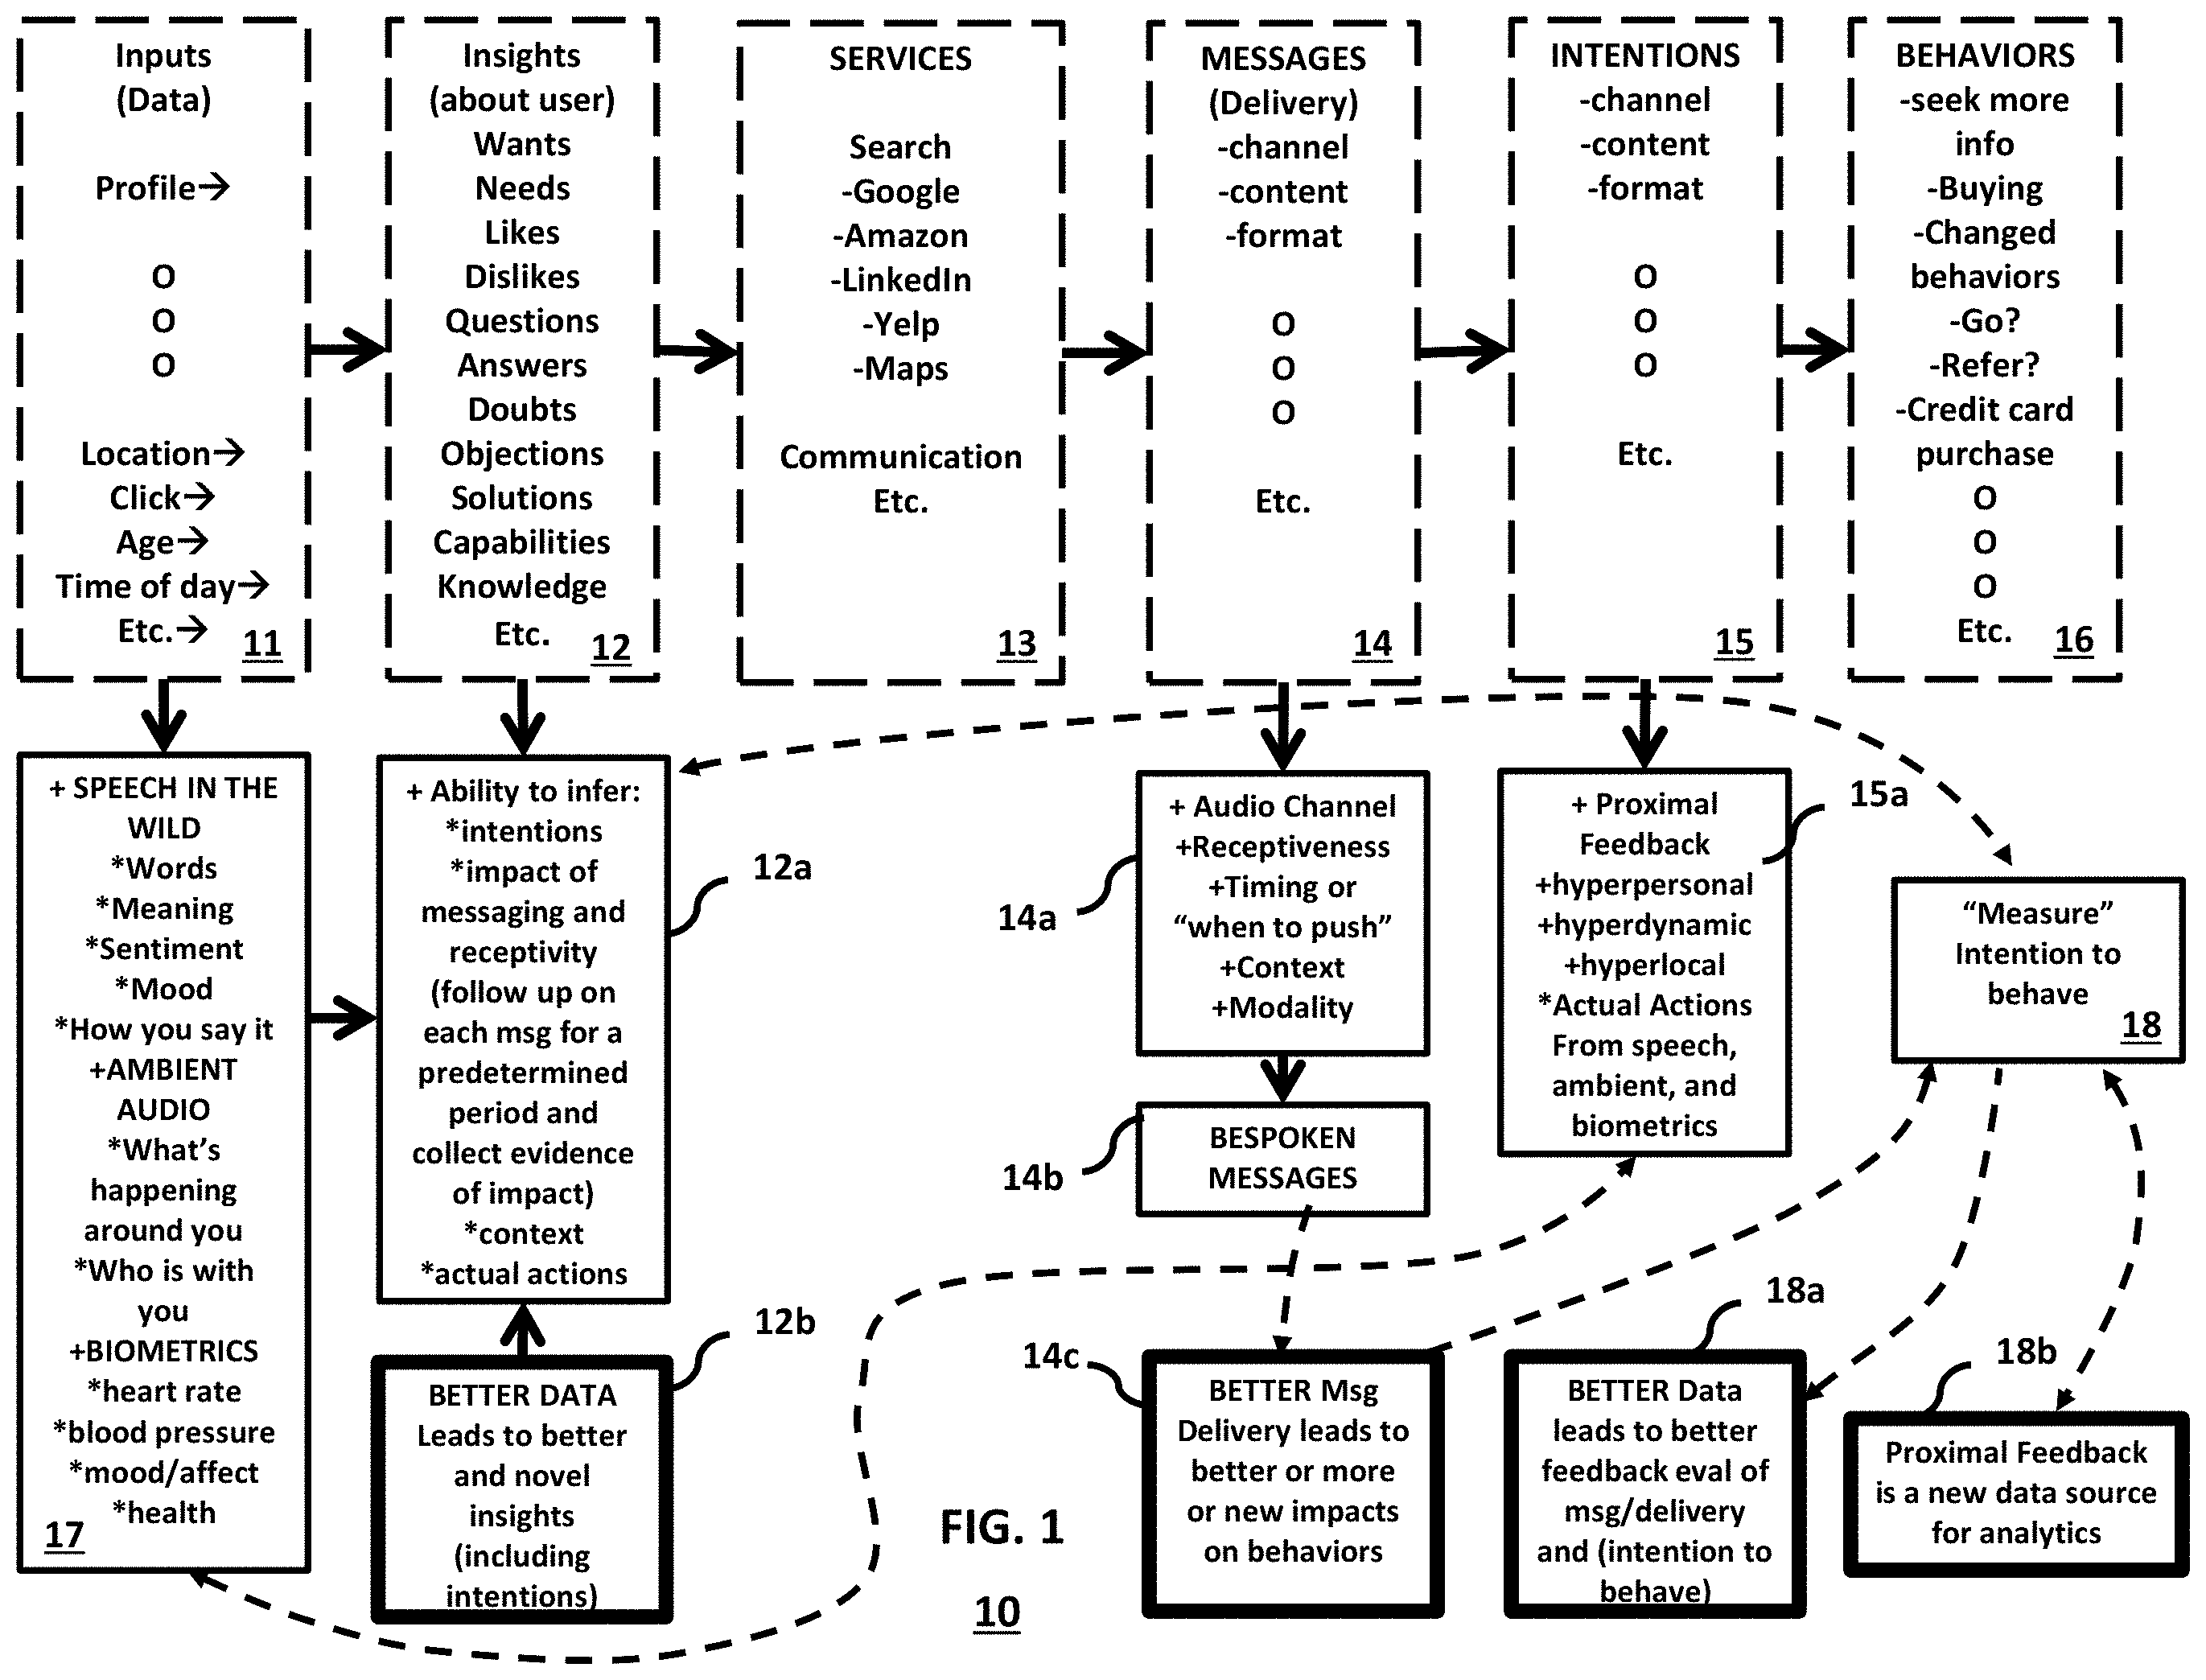 Inputs
(Data)
Profile→
O
O
O
Location→
Click→
Age→
Time of day→
Etc.→
11
Insights
(about user)
Wants
Needs
Likes
Dislikes
Questions
Answers
Doubts
Objections
Solutions
Capabilities
Knowledge
Etc.
12
SERVICES
Search
-Google
-Amazon
-LinkedIn
-Yelp
-Maps
Communication
Etc.
13
MESSAGES
(Delivery)
-channel
-content
-format
O
O
O
Etc.
14
INTENTIONS
-channel
-content
-format
O
O
O
Etc.
15
BEHAVIORS
-seek more
info
-Buying
-Changed
behaviors
-Go?
-Refer?
-Credit card
purchase
O
O
O
Etc.
16
+ SPEECH IN THE
WILD
*Words
*Meaning
*Sentiment
*Mood
*How you say it
+AMBIENT
AUDIO
*What’s
happening
around you
*Who is with
you
+BIOMETRICS
*heart rate
*blood pressure
*mood/affect
*health
17
+ Ability to infer:
*intentions
*impact of
messaging and
receptivity
(follow up on
each msg for a
predetermined
period and
collect evidence
of impact)
*context
*actual actions
12a
BETTER DATA
Leads to better
and novel
insights
(including
intentions)
12b
+ Audio Channel
+Receptiveness
+Timing or
“when to push”
+Context
+Modality
14a
BESPOKEN
MESSAGES
14b
BETTER Msg
Delivery leads to
better or more
or new impacts
on behaviors
14c
+ Proximal
Feedback
+hyperpersonal
+hyperdynamic
+hyperlocal
*Actual Actions
From speech,
ambient, and
biometrics
15a
“Measure”
Intention to
behave
18
BETTER Data
leads to better
feedback eval of
msg/delivery
and (intention to
behave)
18a
Proximal Feedback
is a new data source
for analytics
18b
FIG. 1
10